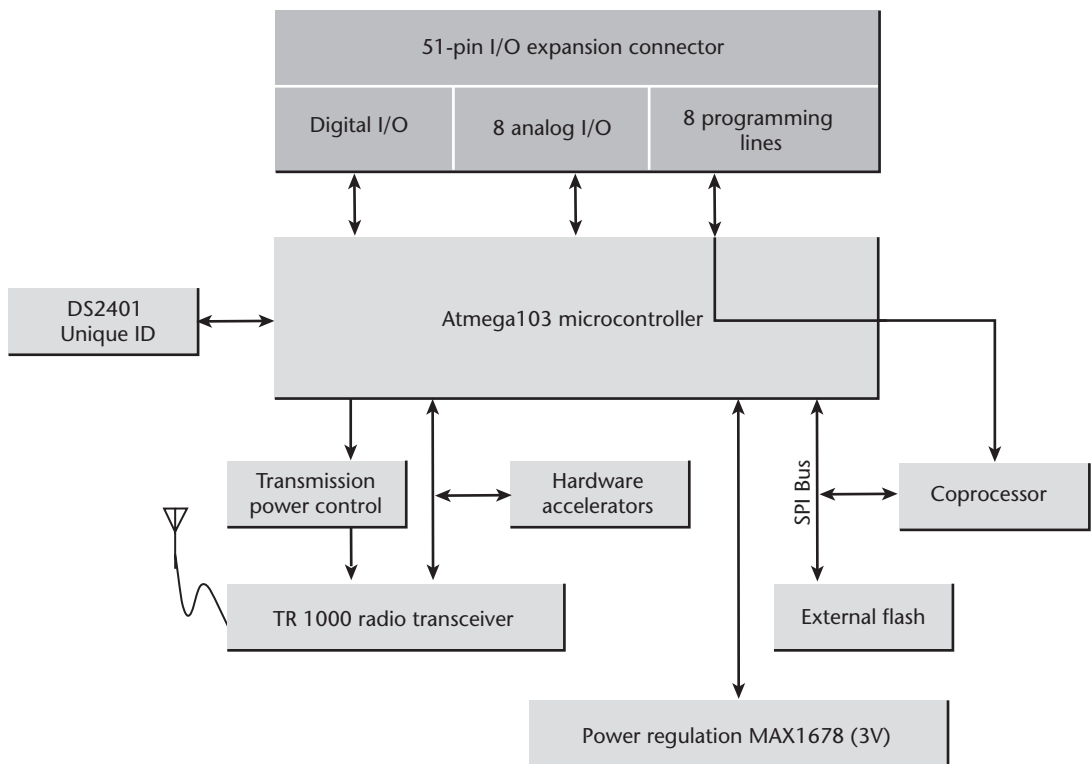 51-pin I/O expansion connector
Digital I/O
8 analog I/O
8 programming
lines
DS2401
Unique ID
Atmega103 microcontroller
Transmission
power control
Hardware
accelerators
SPI Bus
Coprocessor
TR 1000 radio transceiver
External flash
Power regulation MAX1678 (3V)